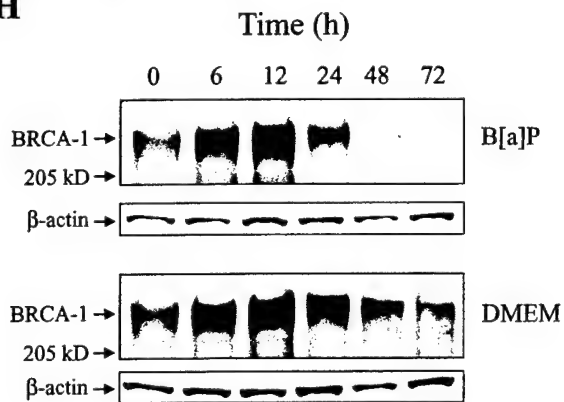 H
Time (h)
0 6 12 24 48 72
BRCA-1 → B[a]P
205 kD →
β-actin →
BRCA-1 → DMEM
205 kD →
β-actin →